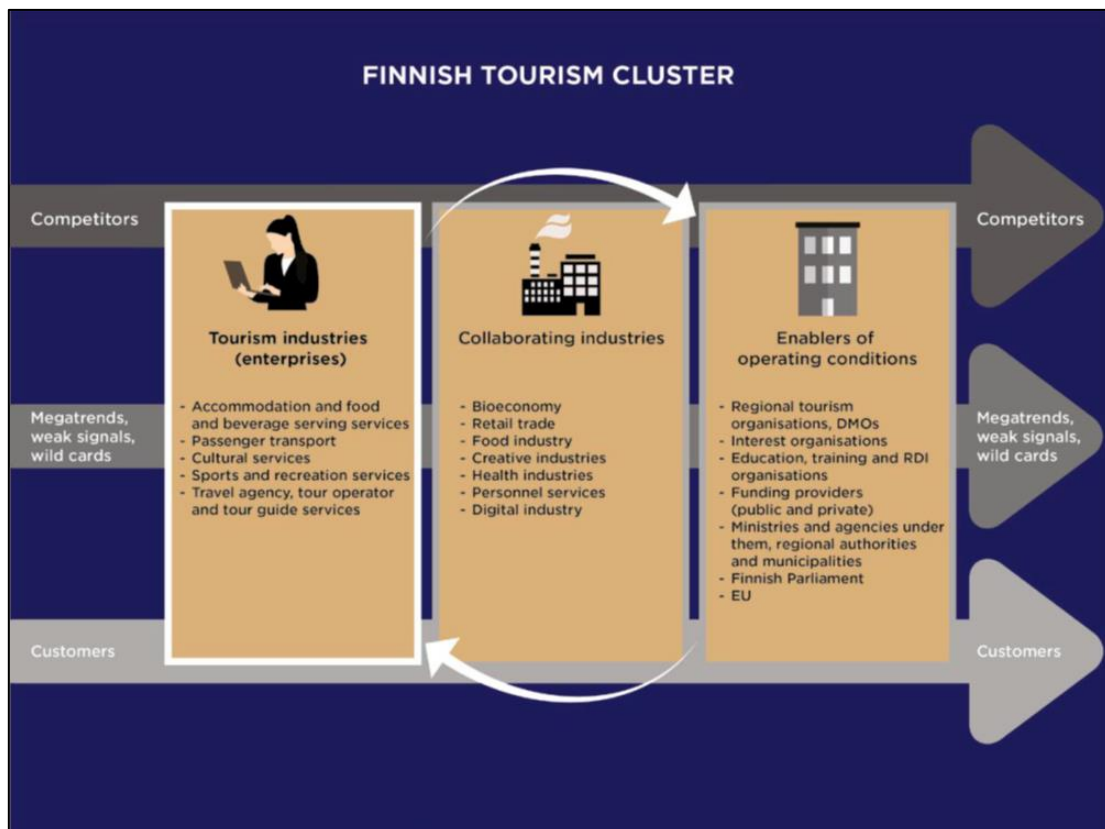 FINNISH TOURISM CLUSTER
Competitors
Megatrends,
weak signals,
wild cards
Customers
Tourism industries
(enterprises)
- Accommodation and food
and beverage serving services
- Passenger transport
- Cultural services
- Sports and recreation services
- Travel agency, tour operator
and tour guide services
Collaborating industries
- Bioeconomy
- Retail trade
- Food industry
- Creative industries
- Health industries
- Personnel services
- Digital industry
Enablers of
operating conditions
- Regional tourism
organisations, DMOs
- Interest organisations
- Education, training and RDI
organisations
- Funding providers
(public and private)
- Ministries and agencies under
them, regional authorities
and municipalities
- Finnish Parliament
- EU
Competitors
Megatrends,
weak signals,
wild cards
Customers